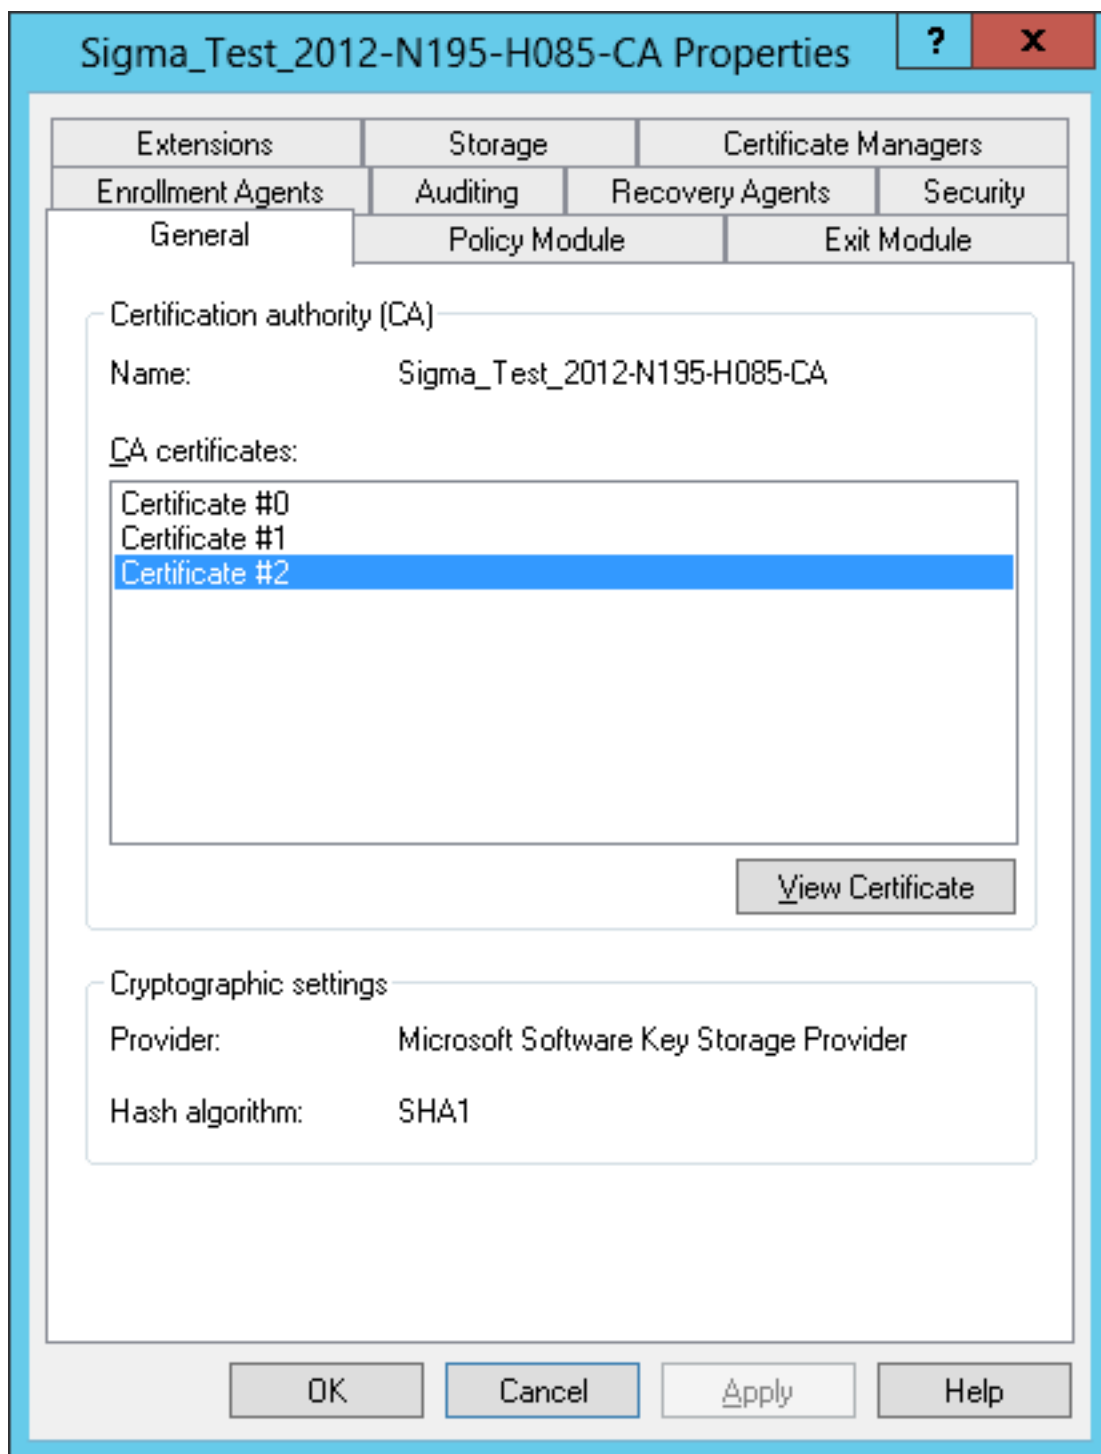 Sigma_Test_2012-N195-H085-CA Properties ? x
Extensions Storage Certificate Managers
Enrollment Agents Auditing Recovery Agents Security
General Policy Module Exit Module
Certification authority (CA)
Name: Sigma_Test_2012-N195-H085-CA
CA certificates:
Certificate #0
Certificate #1
Certificate #2
View Certificate
Cryptographic settings
Provider: Microsoft Software Key Storage Provider
Hash algorithm: SHA1
OK Cancel Apply Help